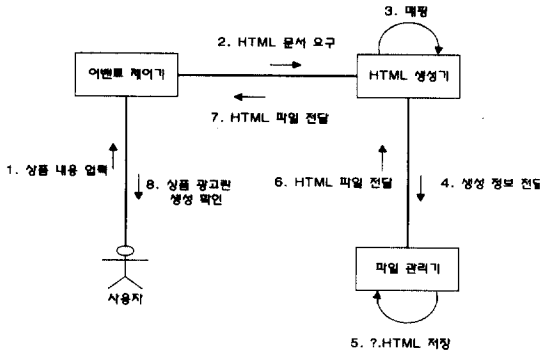 3. 매핑
2. HTML 문서 요구
이벤트 제어기
HTML 생성기
7. HTML 파일 전달
1. 상품 내용 입력
8. 상품 광고란
생성 확인
6. HTML 파일 전달
4. 생성 정보 전달
파일 관리기
사용자
5. ?.HTML 저장